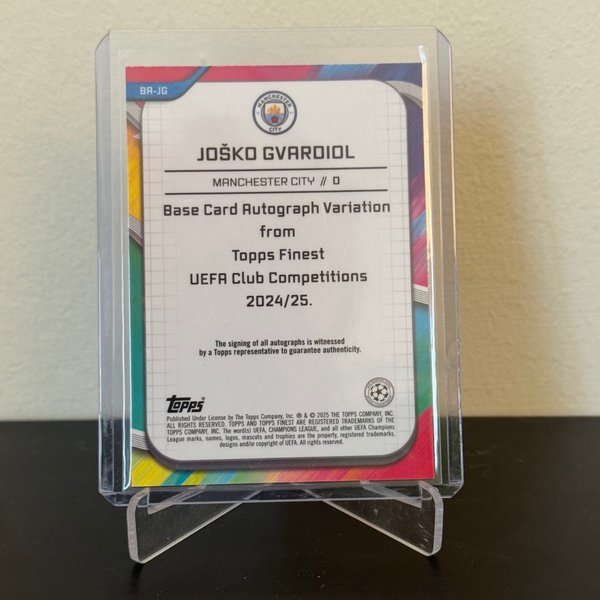 BA-JG
MANCHESTER
CITY
JOŠKO GVARDIOL
MANCHESTER CITY // D
Base Card Autograph Variation
from
Topps Finest
UEFA Club Competitions
2024/25.
The signing of all autographs is witnessed
by a Topps representative to guarantee authenticity.
topps
Published Under License by The Topps Company, Inc. ® & © 2025 THE TOPPS COMPANY, INC.
ALL RIGHTS RESERVED. TOPPS AND TOPPS FINEST ARE REGISTERED TRADEMARKS OF THE
TOPPS COMPANY, INC. The word(s) UEFA, CHAMPIONS LEAGUE, and all other UEFA Champions
League marks, names, logos, mascots and trophies are the property, registered trademarks,
designs and/or copyright of UEFA. All rights reserved.